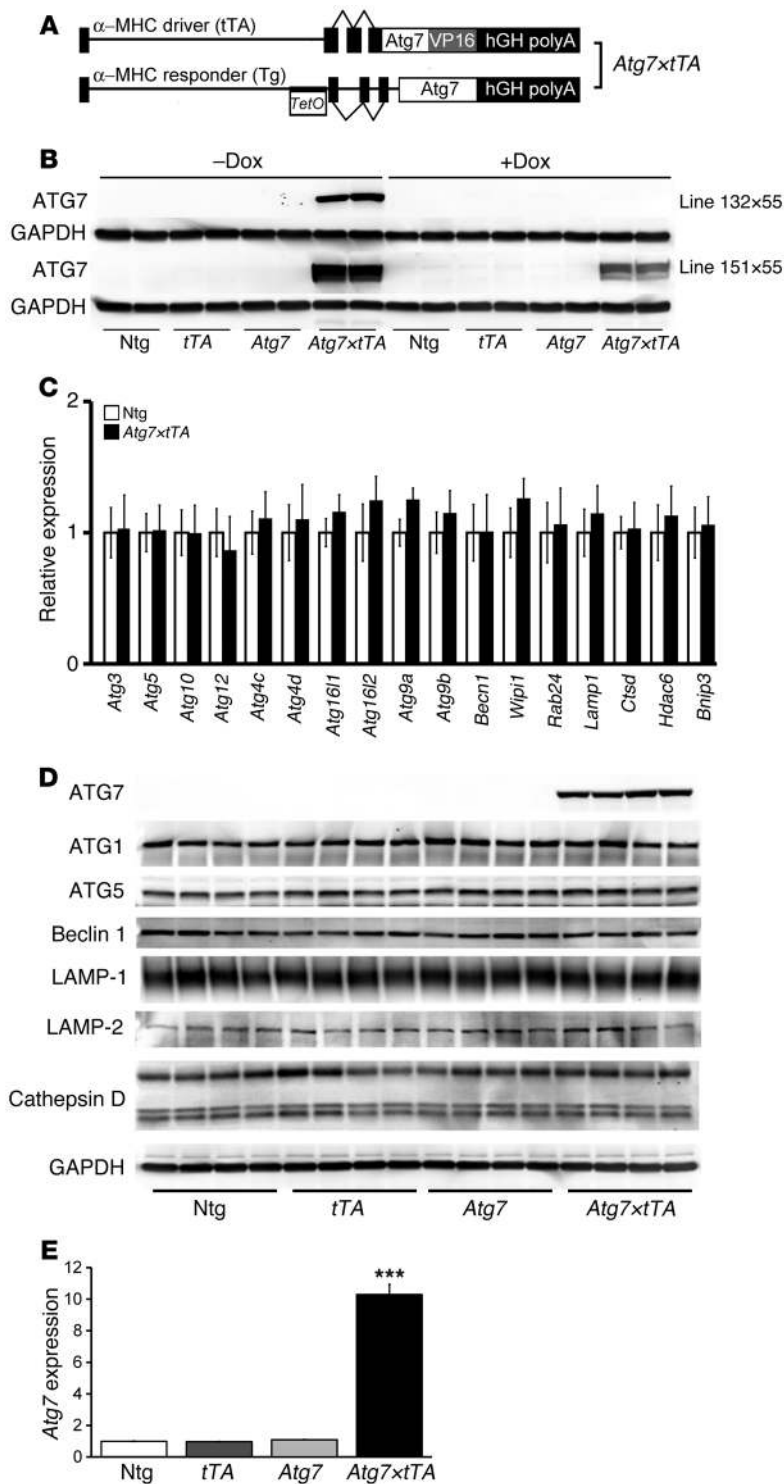 A
α–MHC driver (tTA)
Atg7 VP16 hGH polyA
α–MHC responder (Tg)
TetO
Atg7 hGH polyA
Atg7×tTA
B
–Dox +Dox
ATG7 Line 132×55
GAPDH
ATG7 Line 151×55
GAPDH
Ntg tTA Atg7 Atg7×tTA Ntg tTA Atg7 Atg7×tTA
C
2
Ntg
Atg7×tTA
1
0
Relative expression
Atg3 Atg5 Atg10 Atg12 Atg4c Atg4d Atg16l1 Atg16l2 Atg9a Atg9b Becn1 Wipi1 Rab24 Lamp1 Ctsd Hdac6 Bnip3
D
ATG7
ATG1
ATG5
Beclin 1
LAMP-1
LAMP-2
Cathepsin D
GAPDH
Ntg tTA Atg7 Atg7×tTA
E
12
10
8
6
4
2
0
Atg7 expression
***
Ntg tTA Atg7 Atg7×tTA